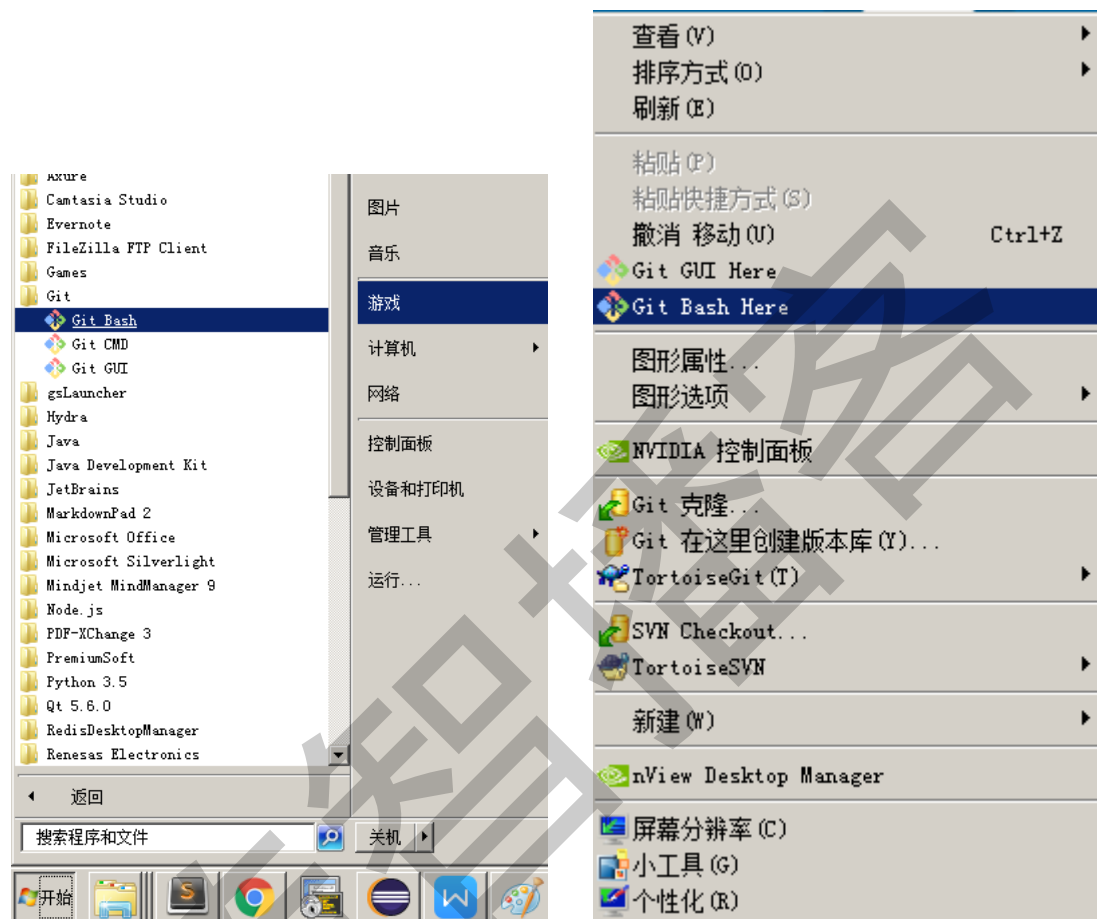 Axure
Camtasia Studio
Evernote
FileZilla FTP Client
Games
Git
Git Bash
Git CMD
Git GUI
gsLauncher
Hydra
Java
Java Development Kit
JetBrains
MarkdownPad 2
Microsoft Office
Microsoft Silverlight
Mindjet MindManager 9
Node.js
PDF-XChange 3
PremiumSoft
Python 3.5
Qt 5.6.0
RedisDesktopManager
Renesas Electronics
返回
搜索程序和文件
图片
音乐
游戏
计算机
网络
控制面板
设备和打印机
管理工具
运行...
关机
开始
查看(V)
排序方式(O)
刷新(E)
粘贴(P)
粘贴快捷方式(S)
撤消 移动(U) Ctrl+Z
Git GUI Here
Git Bash Here
图形属性...
图形选项
NVIDIA 控制面板
Git 克隆...
Git 在这里创建版本库(Y)...
TortoiseGit(T)
SVN Checkout...
TortoiseSVN
新建(W)
nView Desktop Manager
屏幕分辨率(C)
小工具(G)
个性化(R)
智播客